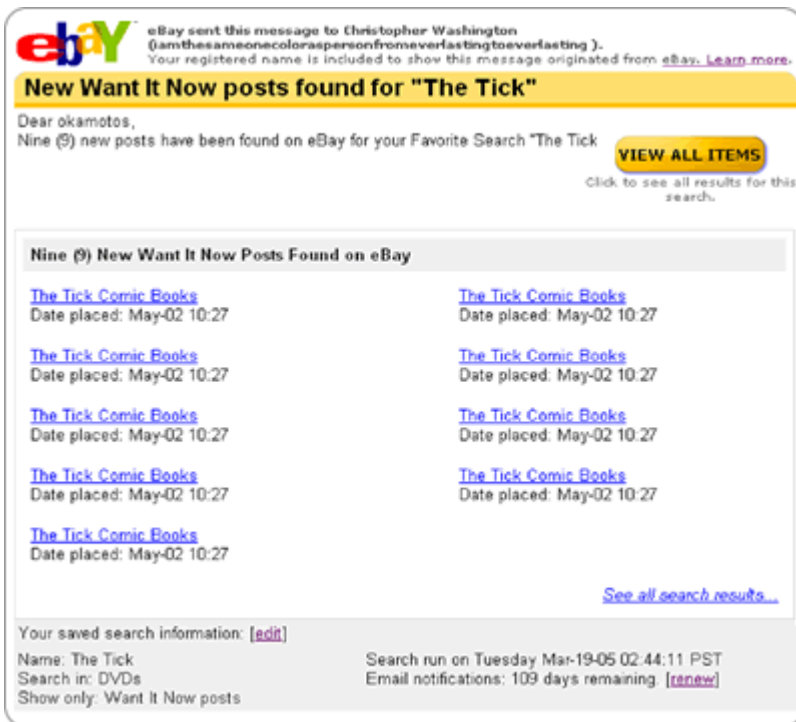 ebaY
eBay sent this message to Christopher Washington
(iamthesameonecoloraspersonfromeverlastingtoeverlasting ).
Your registered name is included to show this message originated from eBay. Learn more.
New Want It Now posts found for "The Tick"
Dear okamotos,
Nine (9) new posts have been found on eBay for your Favorite Search "The Tick
VIEW ALL ITEMS
Click to see all results for this
search.
Nine (9) New Want It Now Posts Found on eBay
The Tick Comic Books
Date placed: May-02 10:27
The Tick Comic Books
Date placed: May-02 10:27
The Tick Comic Books
Date placed: May-02 10:27
The Tick Comic Books
Date placed: May-02 10:27
The Tick Comic Books
Date placed: May-02 10:27
The Tick Comic Books
Date placed: May-02 10:27
The Tick Comic Books
Date placed: May-02 10:27
The Tick Comic Books
Date placed: May-02 10:27
The Tick Comic Books
Date placed: May-02 10:27
See all search results...
Your saved search information: [edit]
Name: The Tick
Search in: DVDs
Show only: Want It Now posts
Search run on Tuesday Mar-19-05 02:44:11 PST
Email notifications: 109 days remaining. [renew]